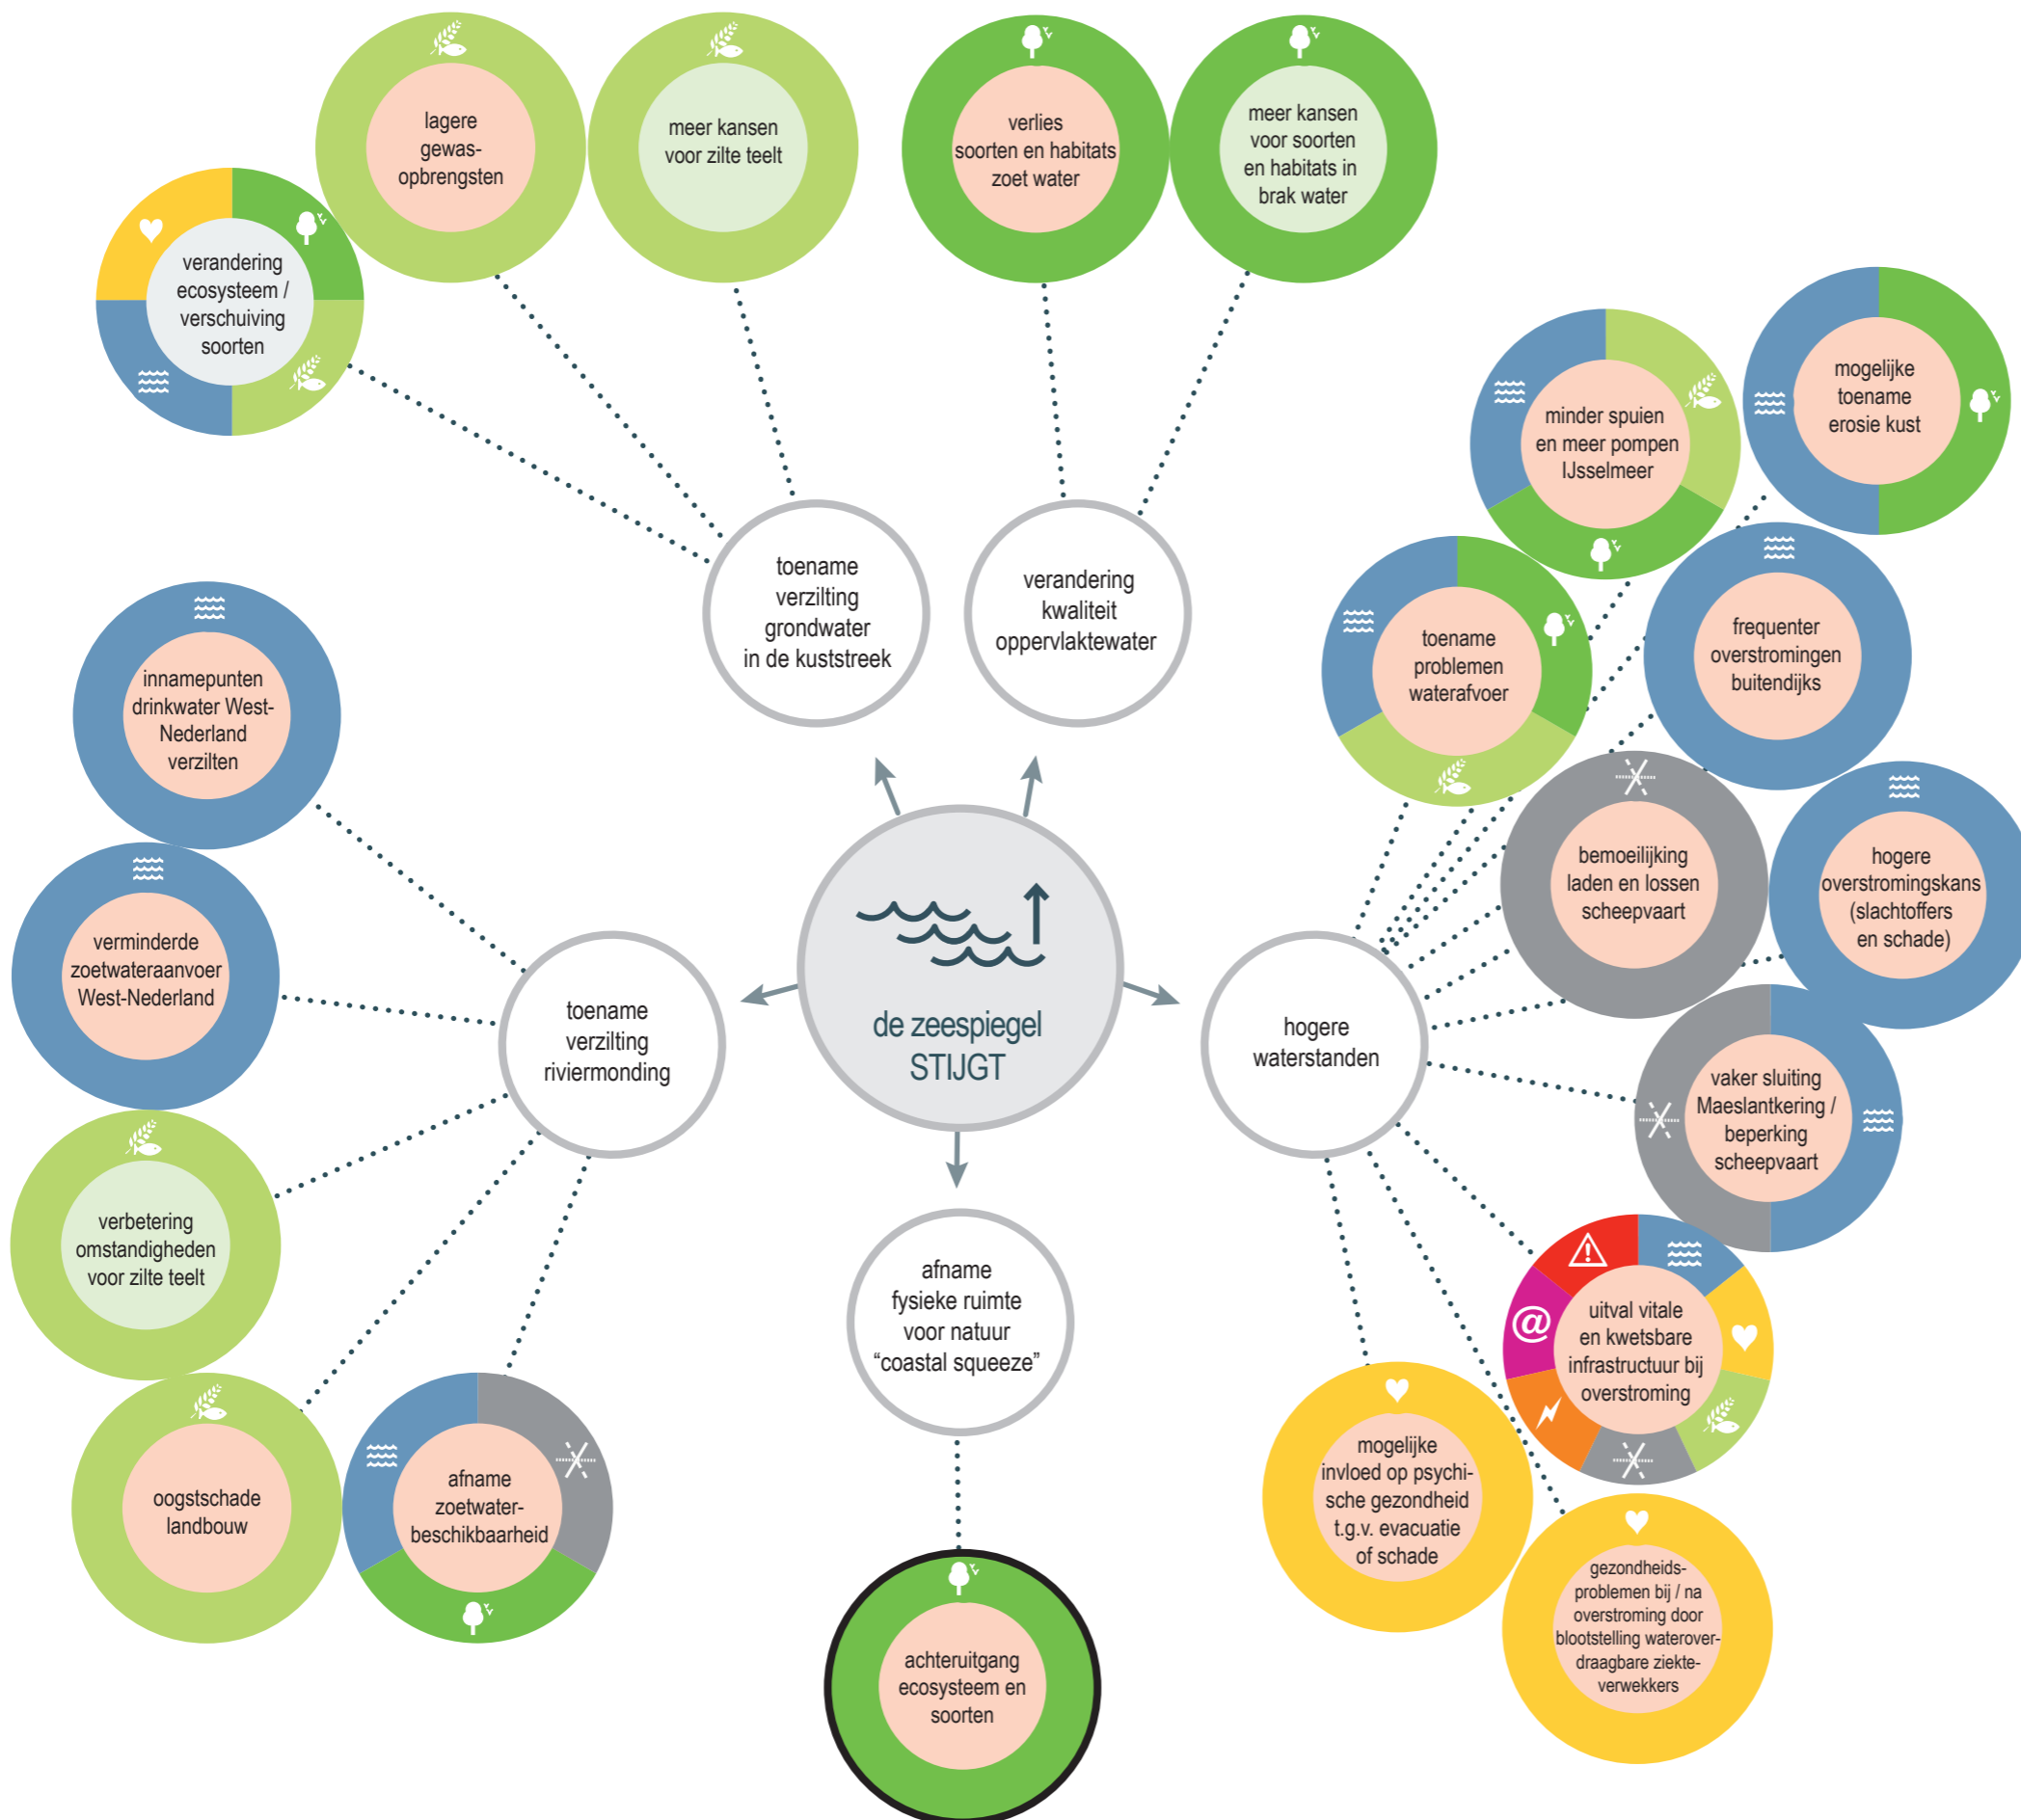 lagere
gewas-
opbrengsten
meer kansen
voor zilte teelt
verlies
soorten en habitats
zoet water
meer kansen
voor soorten
en habitats in
brak water
verandering
ecosysteem /
verschuiving
soorten
minder spuien
en meer pompen
IJsselmeer
mogelijke
toename
erosie kust
toename
verzilting
grondwater
in de kuststreek
verandering
kwaliteit
oppervlaktewater
toename
problemen
waterafvoer
frequenter
overstromingen
buitendijks
innamepunten
drinkwater West-
Nederland
verzilten
bemoeilijking
laden en lossen
scheepvaart
hogere
overstromingskans
(slachtoffers
en schade)
verminderde
zoetwateraanvoer
West-Nederland
toename
verzilting
riviermonding
de zeespiegel
STIJGT
hogere
waterstanden
vaker sluiting
Maeslantkering /
beperking
scheepvaart
verbetering
omstandigheden
voor zilte teelt
afname
fysieke ruimte
voor natuur
“coastal squeeze”
@
uitval vitale
en kwetsbare
infrastructuur bij
overstroming
oogstschade
landbouw
afname
zoetwater-
beschikbaarheid
mogelijke
invloed op psychi-
sche gezondheid
t.g.v. evacuatie
of schade
gezondheids-
problemen bij / na
overstroming door
blootstelling waterover-
draagbare ziekte-
verwekkers
achteruitgang
ecosysteem en
soorten